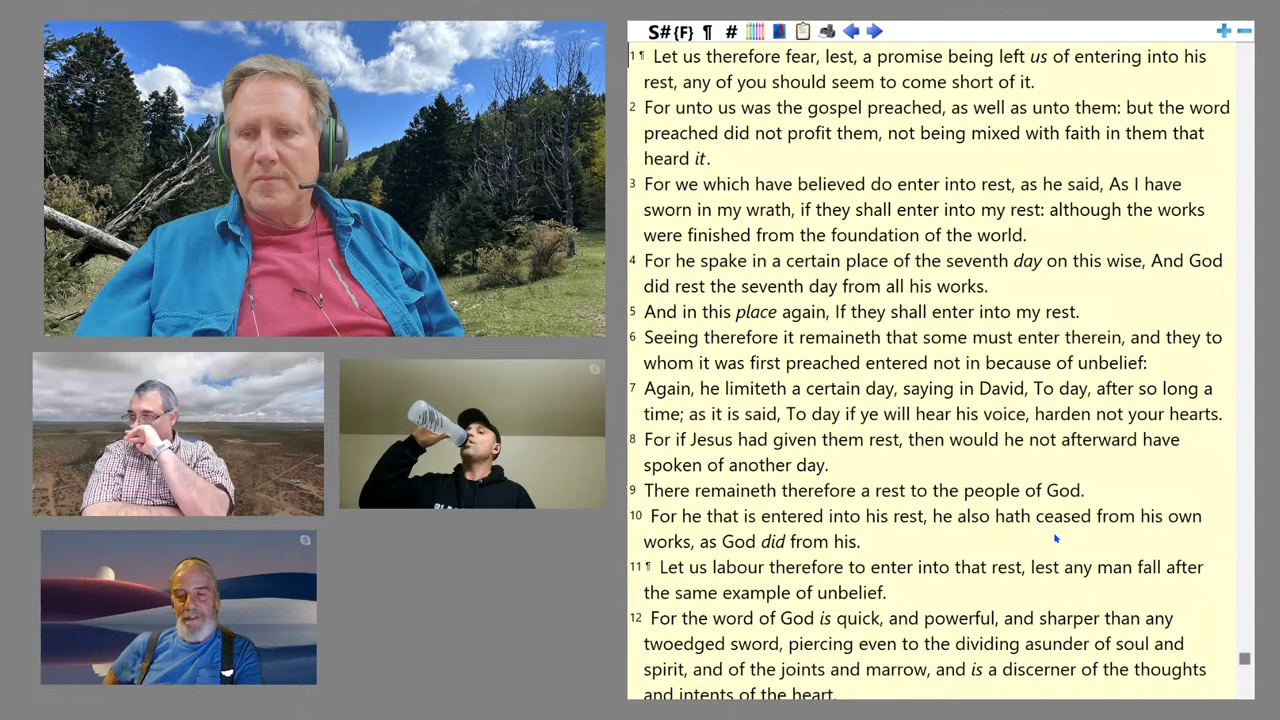 S#{F} ¶ #
1 ¶ Let us therefore fear, lest, a promise being left us of entering into his
rest, any of you should seem to come short of it.
2 For unto us was the gospel preached, as well as unto them: but the word
preached did not profit them, not being mixed with faith in them that
heard it.
3 For we which have believed do enter into rest, as he said, As I have
sworn in my wrath, if they shall enter into my rest: although the works
were finished from the foundation of the world.
4 For he spake in a certain place of the seventh day on this wise, And God
did rest the seventh day from all his works.
5 And in this place again, If they shall enter into my rest.
6 Seeing therefore it remaineth that some must enter therein, and they to
whom it was first preached entered not in because of unbelief:
7 Again, he limiteth a certain day, saying in David, To day, after so long a
time; as it is said, To day if ye will hear his voice, harden not your hearts.
8 For if Jesus had given them rest, then would he not afterward have
spoken of another day.
9 There remaineth therefore a rest to the people of God.
10 For he that is entered into his rest, he also hath ceased from his own
works, as God did from his.
11 ¶ Let us labour therefore to enter into that rest, lest any man fall after
the same example of unbelief.
12 For the word of God is quick, and powerful, and sharper than any
twoedged sword, piercing even to the dividing asunder of soul and
spirit, and of the joints and marrow, and is a discerner of the thoughts
and intents of the heart.